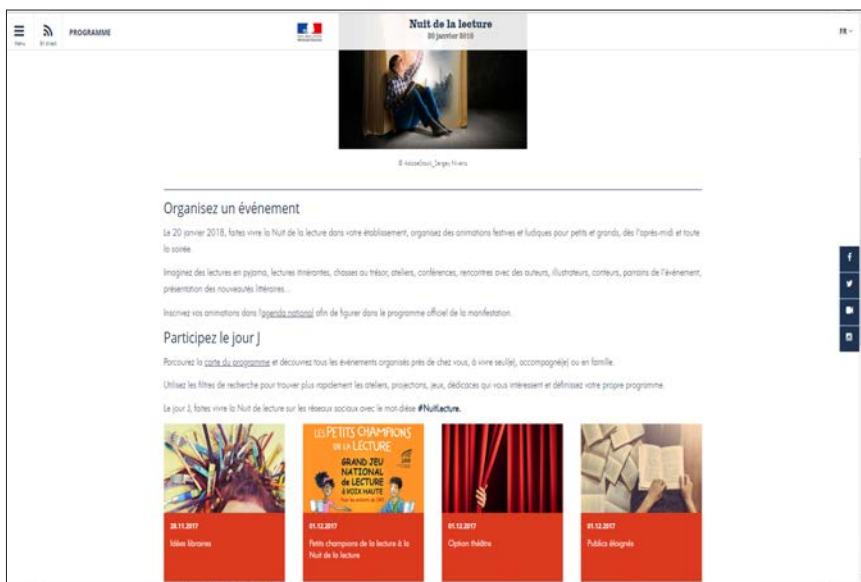 Nuit de la lecture
20 janvier 2018
Menu
En direct
PROGRAMME
FR
© AdobeStock_Sergey Nivens
Organisez un événement
Le 20 janvier 2018, faites vivre la Nuit de la lecture dans votre établissement, organisez des animations festives et ludiques pour petits et grands, dès l'après-midi et toute
la soirée.
Imaginez des lectures en pyjama, lectures itinérantes, chasses au trésor, ateliers, conférences, rencontres avec des auteurs, illustrateurs, conteurs, parrains de l'événement,
présentation des nouveautés littéraires...
Inscrivez vos animations dans l'agenda national afin de figurer dans le programme officiel de la manifestation.
Participez le jour J
Parcourez la carte du programme et découvrez tous les événements organisés près de chez vous, à vivre seul(e), accompagné(e) ou en famille.
Utilisez les filtres de recherche pour trouver plus rapidement les ateliers, projections, jeux, dédicaces qui vous intéressent et définissez votre propre programme.
Le jour J, faites vivre la Nuit de lecture sur les réseaux sociaux avec le mot-dièse #NuitLecture.
LES PETITS CHAMPIONS
DE LA LECTURE
GRAND JEU
NATIONAL
de LECTURE
à VOIX HAUTE
Pour les enfants de CM2
28.11.2017
Idées libraires
01.12.2017
Petits champions de la lecture à la
Nuit de la lecture
01.12.2017
Option théâtre
01.12.2017
Publics éloignés